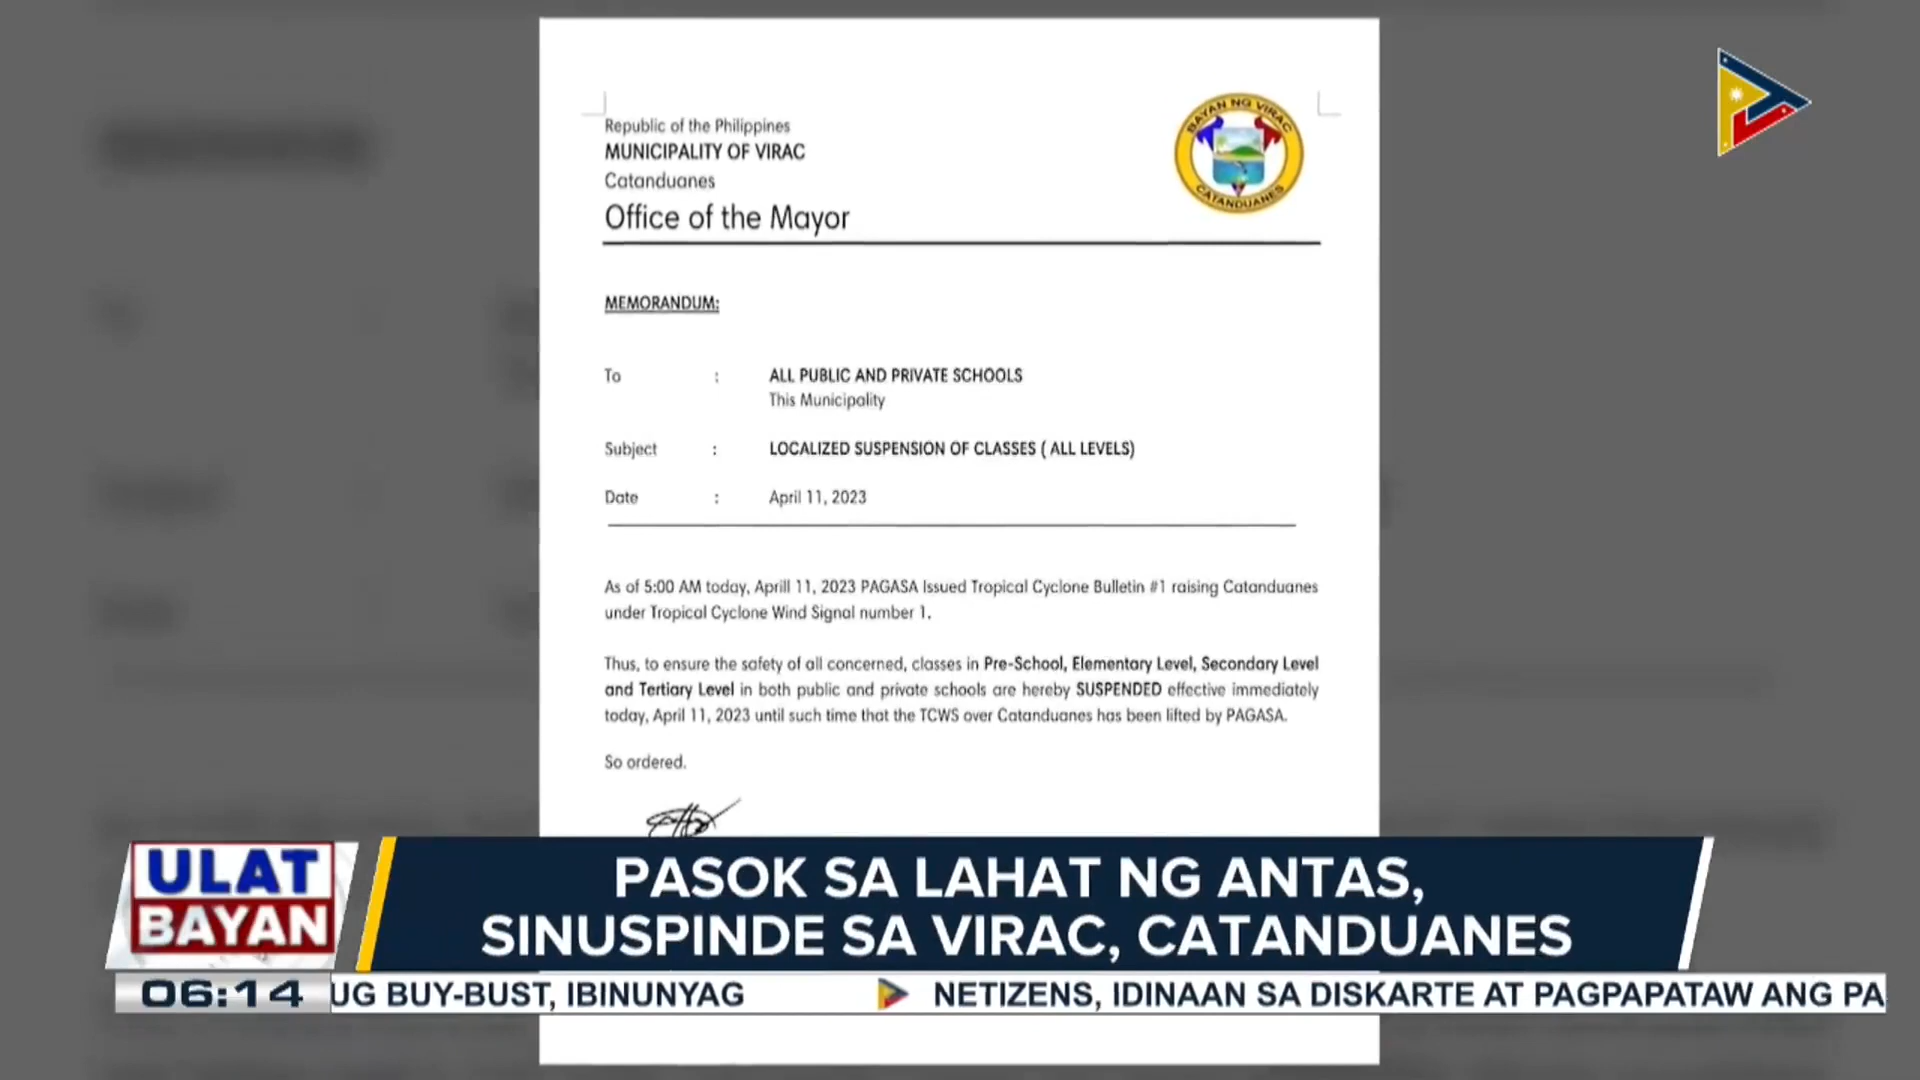 BAYAN NG VIRAC
CATANDUANES
Republic of the Philippines
MUNICIPALITY OF VIRAC
Catanduanes
Office of the Mayor
MEMORANDUM:
To : ALL PUBLIC AND PRIVATE SCHOOLS
This Municipality
Subject : LOCALIZED SUSPENSION OF CLASSES ( ALL LEVELS)
Date : April 11, 2023
As of 5:00 AM today, Aprill 11, 2023 PAGASA Issued Tropical Cyclone Bulletin #1 raising Catanduanes
under Tropical Cyclone Wind Signal number 1.
Thus, to ensure the safety of all concerned, classes in Pre-School, Elementary Level, Secondary Level
and Tertiary Level in both public and private schools are hereby SUSPENDED effective immediately
today, April 11, 2023 until such time that the TCWS over Catanduanes has been lifted by PAGASA.
So ordered.
ULAT
BAYAN
PASOK SA LAHAT NG ANTAS,
SINUSPINDE SA VIRAC, CATANDUANES
06:14 UG BUY-BUST, IBINUNYAG NETIZENS, IDINAAN SA DISKARTE AT PAGPAPATAW ANG PA